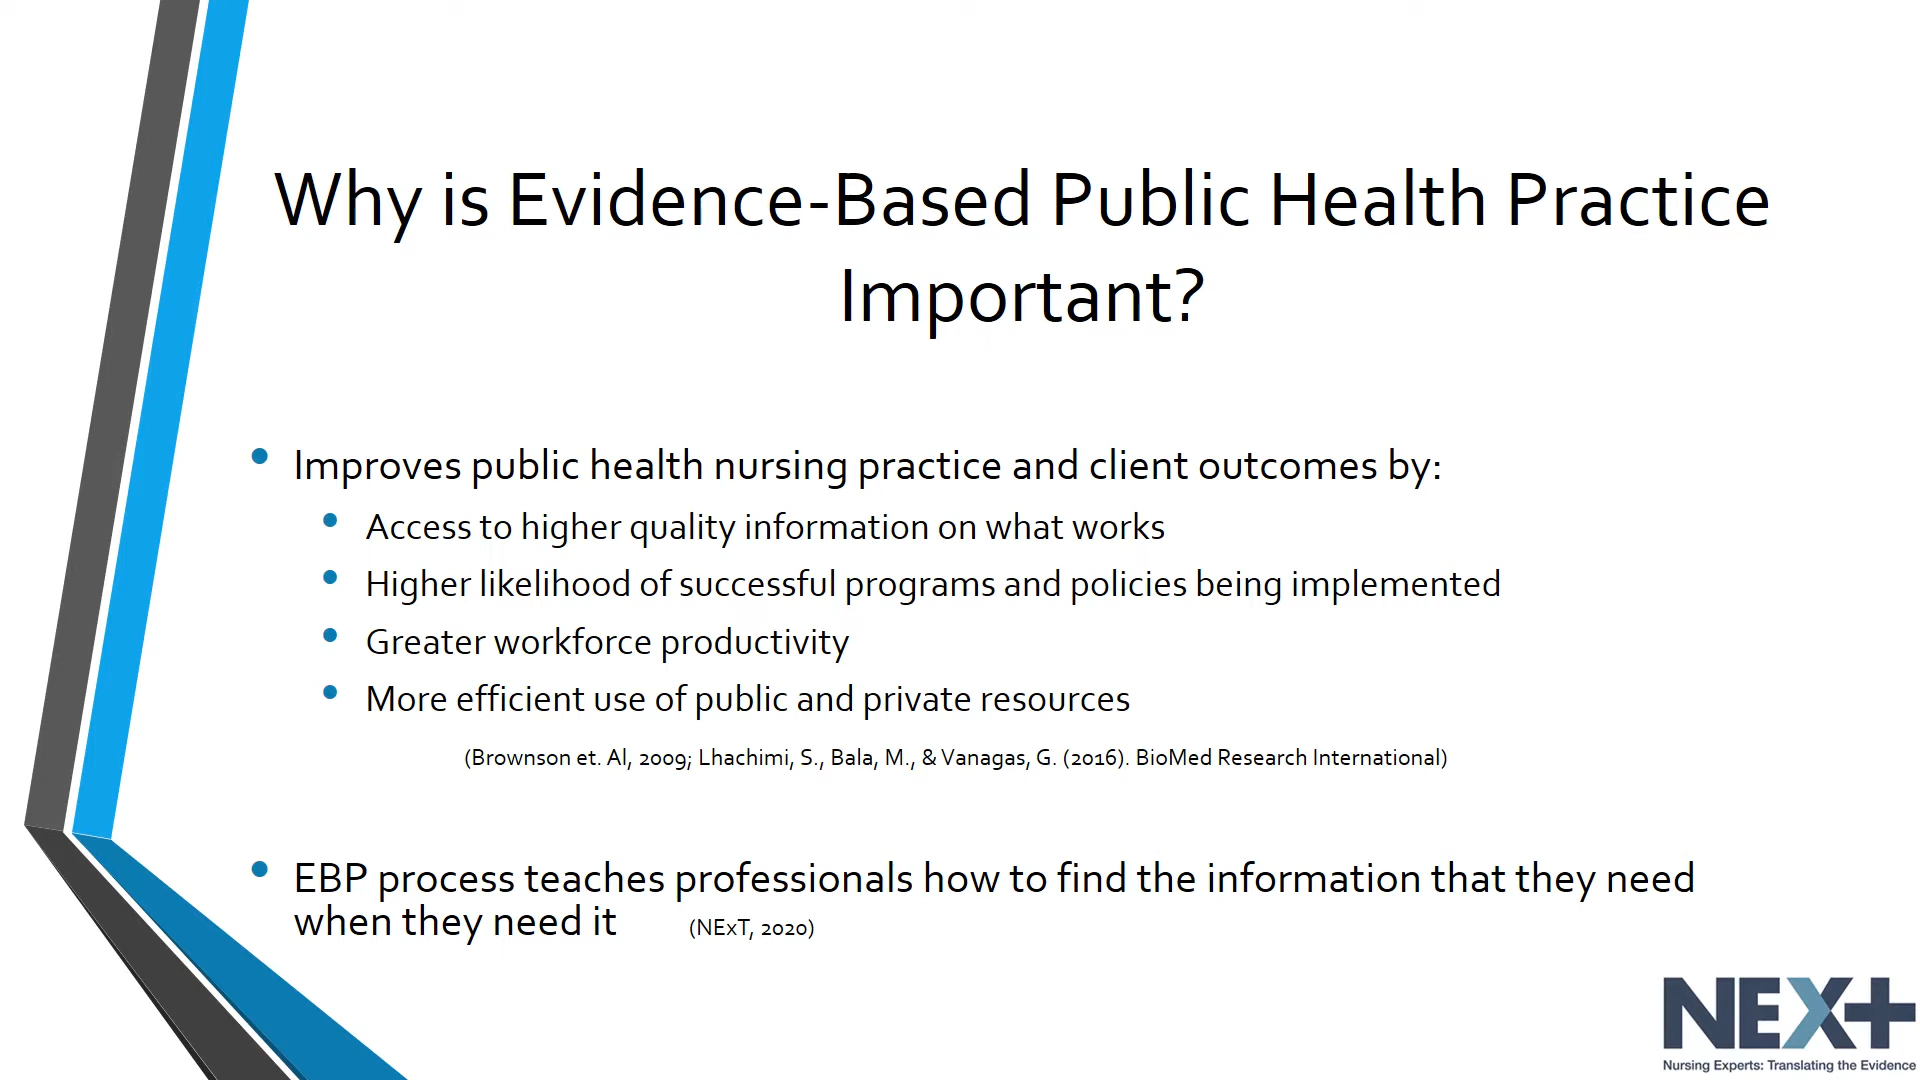 Why is Evidence-Based Public Health Practice
Important?
Improves public health nursing practice and client outcomes by:
Access to higher quality information on what works
Higher likelihood of successful programs and policies being implemented
Greater workforce productivity
More efficient use of public and private resources
(Brownson et. Al, 2009; Lhachimi, S., Bala, M., & Vanagas, G. (2016). BioMed Research International)
EBP process teaches professionals how to find the information that they need
when they need it (NExT, 2020)
NEXT
Nursing Experts: Translating the Evidence